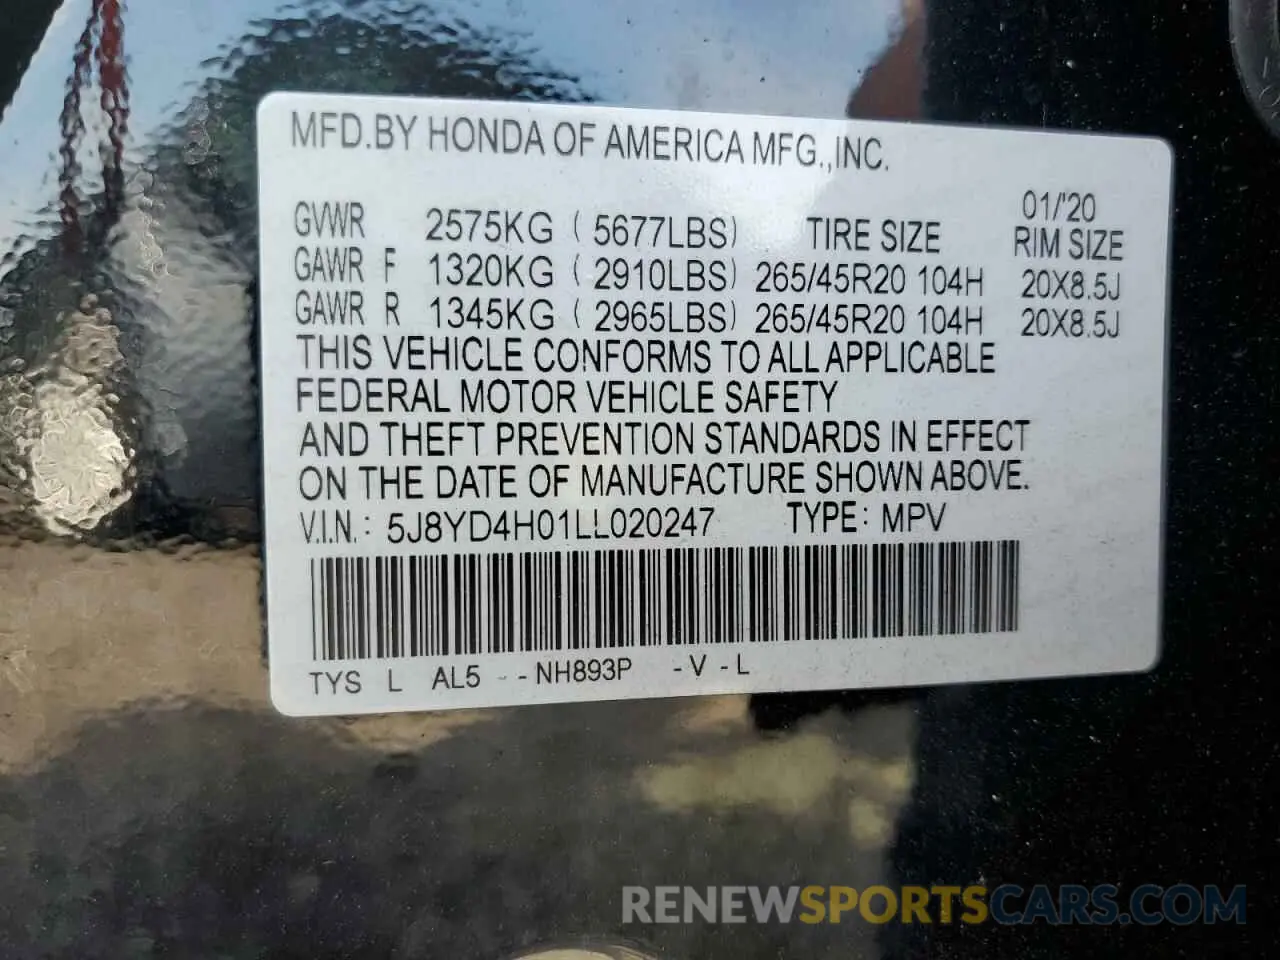 MFD.BY HONDA OF AMERICA MFG.,INC.
01/'20
GVWR 2575KG ( 5677LBS) TIRE SIZE RIM SIZE
GAWR F 1320KG ( 2910LBS) 265/45R20 104H 20X8.5J
GAWR R 1345KG ( 2965LBS) 265/45R20 104H 20X8.5J
THIS VEHICLE CONFORMS TO ALL APPLICABLE
FEDERAL MOTOR VEHICLE SAFETY
AND THEFT PREVENTION STANDARDS IN EFFECT
ON THE DATE OF MANUFACTURE SHOWN ABOVE.
V.I.N.: 5J8YD4H01LL020247 TYPE: MPV
TYS L AL5 - - NH893P - V - L
RENEWSPORTSCARS.COM